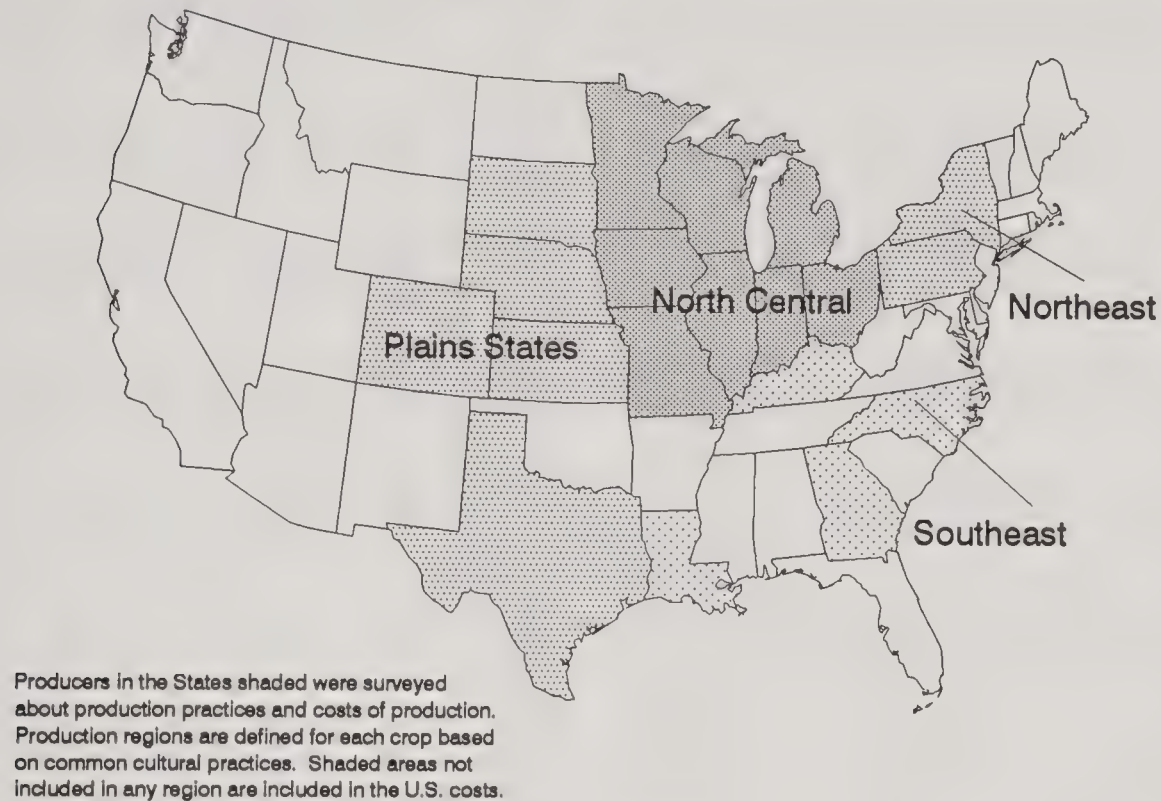 North Central
Northeast
Plains States
Southeast
Producers in the States shaded were surveyed
about production practices and costs of production.
Production regions are defined for each crop based
on common cultural practices. Shaded areas not
included in any region are included in the U.S. costs.